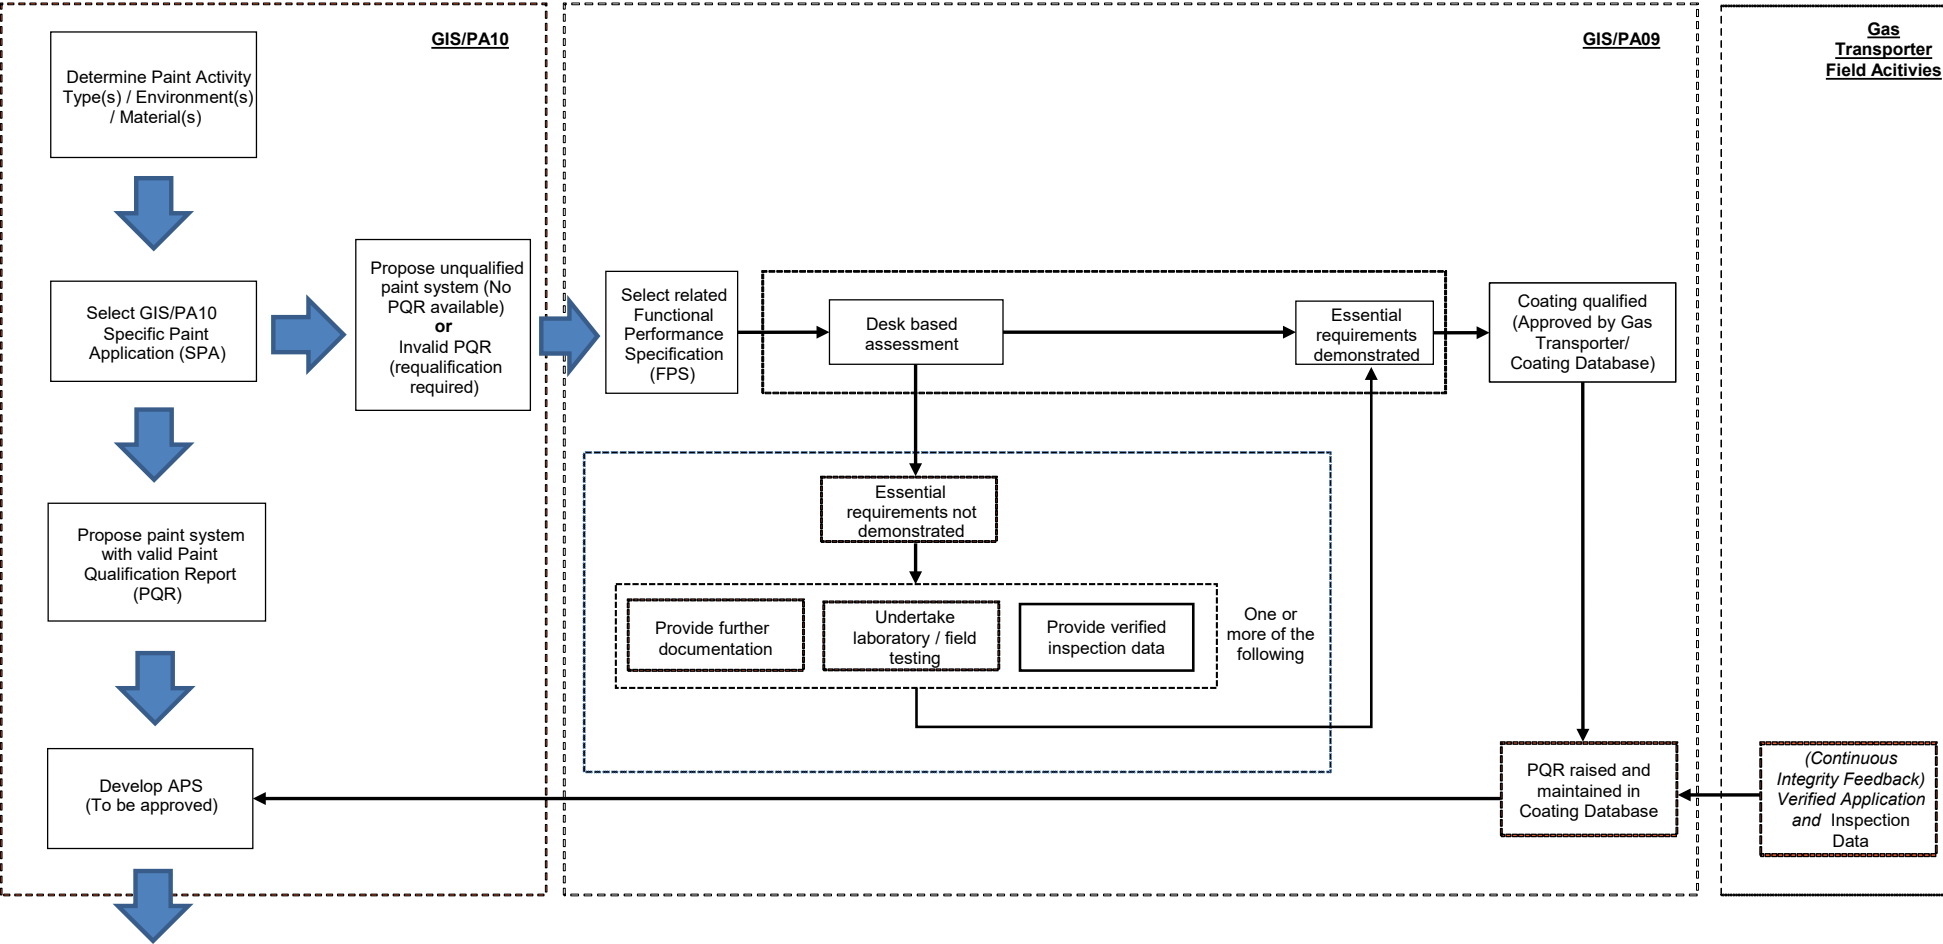 GIS/PA10
Determine Paint Activity
Type(s) / Environment(s)
/ Material(s)
Select GIS/PA10
Specific Paint
Application (SPA)
Propose unqualified
paint system (No
PQR available)
or
Invalid PQR
(requalification
required)
Propose paint system
with valid Paint
Qualification Report
(PQR)
Develop APS
(To be approved)
GIS/PA09
Select related
Functional
Performance
Specification
(FPS)
Desk based
assessment
Essential
requirements
demonstrated
Coating qualified
(Approved by Gas
Transporter/
Coating Database)
Essential
requirements not
demonstrated
Provide further
documentation
Undertake
laboratory / field
testing
Provide verified
inspection data
One or
more of the
following
PQR raised and
maintained in
Coating Database
Gas
Transporter
Field Acitivies
(Continuous
Integrity Feedback)
Verified Application
and Inspection
Data